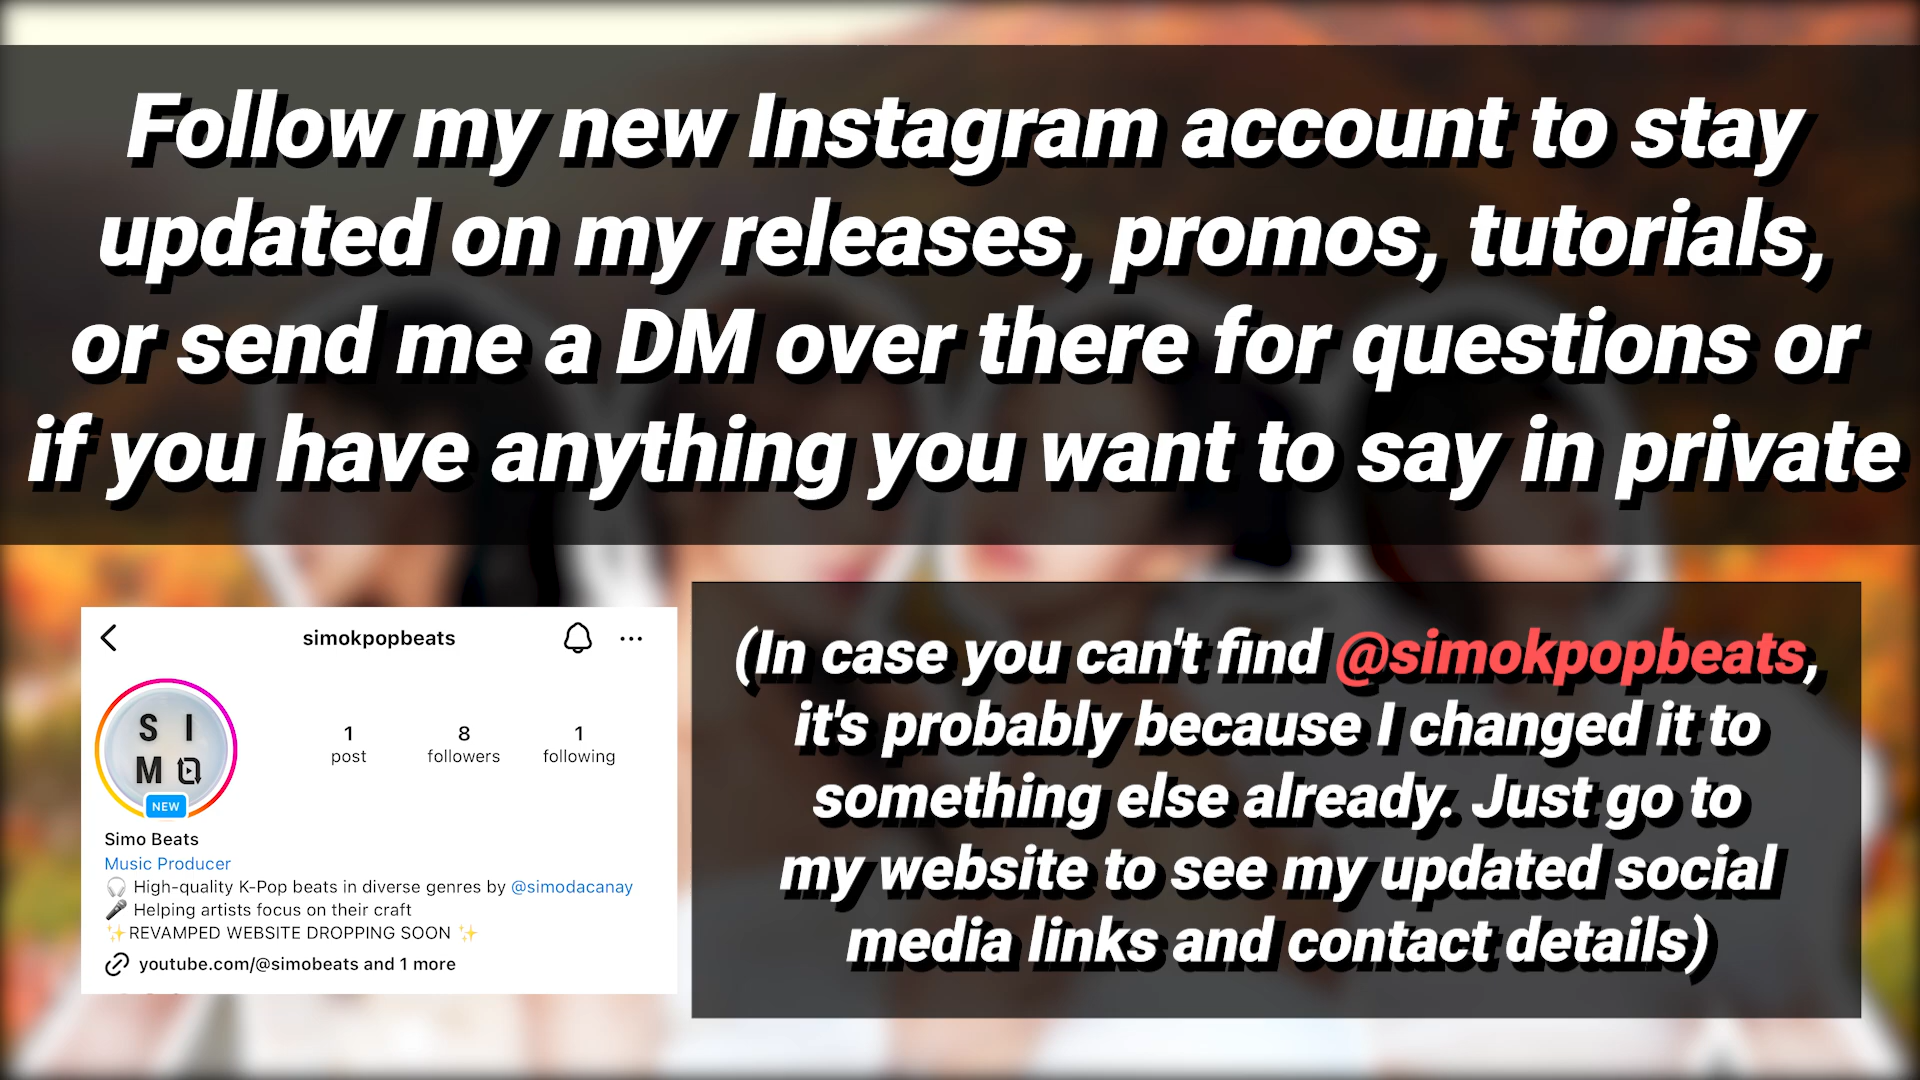 Follow my new Instagram account to stay
updated on my releases, promos, tutorials,
or send me a DM over there for questions or
if you have anything you want to say in private
simokpopbeats
S I
M
NEW
1
post
8
followers
1
following
Simo Beats
Music Producer
🎧 High-quality K-Pop beats in diverse genres by @simodacanay
🎤 Helping artists focus on their craft
✨REVAMPED WEBSITE DROPPING SOON ✨
youtube.com/@simobeats and 1 more
(In case you can't find @simokpopbeats,
it's probably because I changed it to
something else already. Just go to
my website to see my updated social
media links and contact details)